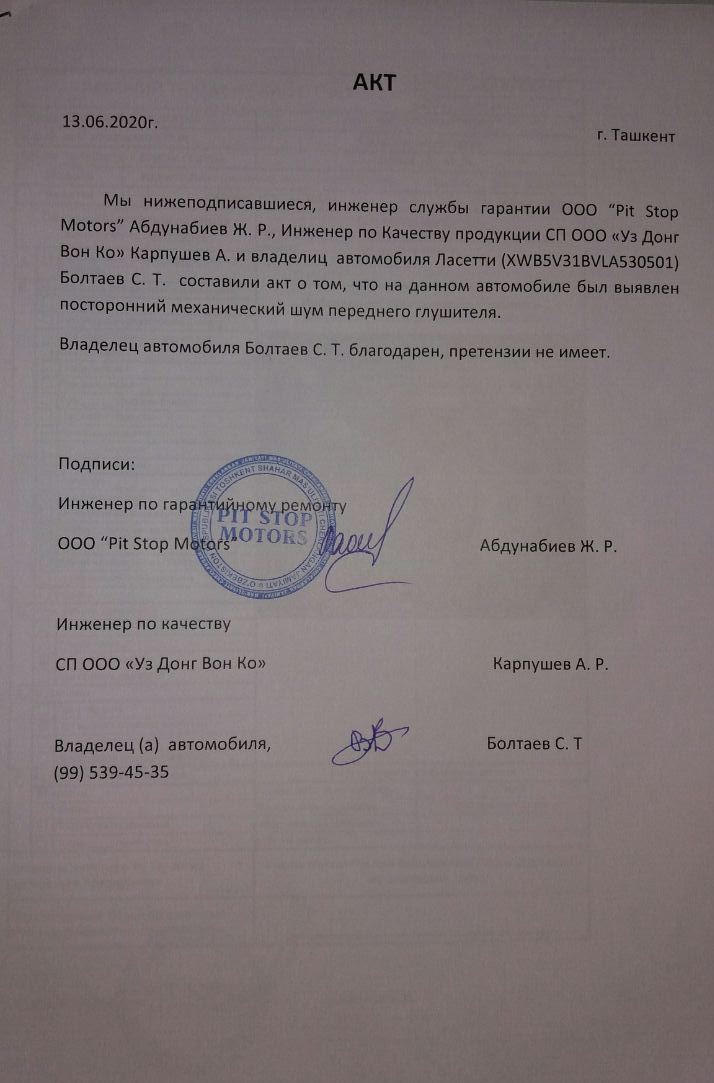 АКТ
13.06.2020г.
г. Ташкент
Мы нижеподписавшиеся, инженер службы гарантии ООО “Pit Stop
Motors” Абдунабиев Ж. Р., Инженер по Качеству продукции СП ООО «Уз Донг
Вон Ко» Карпушев А. и владелиц автомобиля Ласетти (XWB5V31BVLA530501)
Болтаев С. Т. составили акт о том, что на данном автомобиле был выявлен
посторонний механический шум переднего глушителя.
Владелец автомобиля Болтаев С. Т. благодарен, претензии не имеет.
Подписи:
Инженер по гарантийному ремонту
ООО “Pit Stop Motors” Абдунабиев Ж. Р.
PIT STOP
MOTORS
TOSHKENT SHAHAR
Инженер по качеству
СП ООО «Уз Донг Вон Ко» Карпушев А. Р.
Владелец (а) автомобиля, Болтаев С. Т
(99) 539-45-35